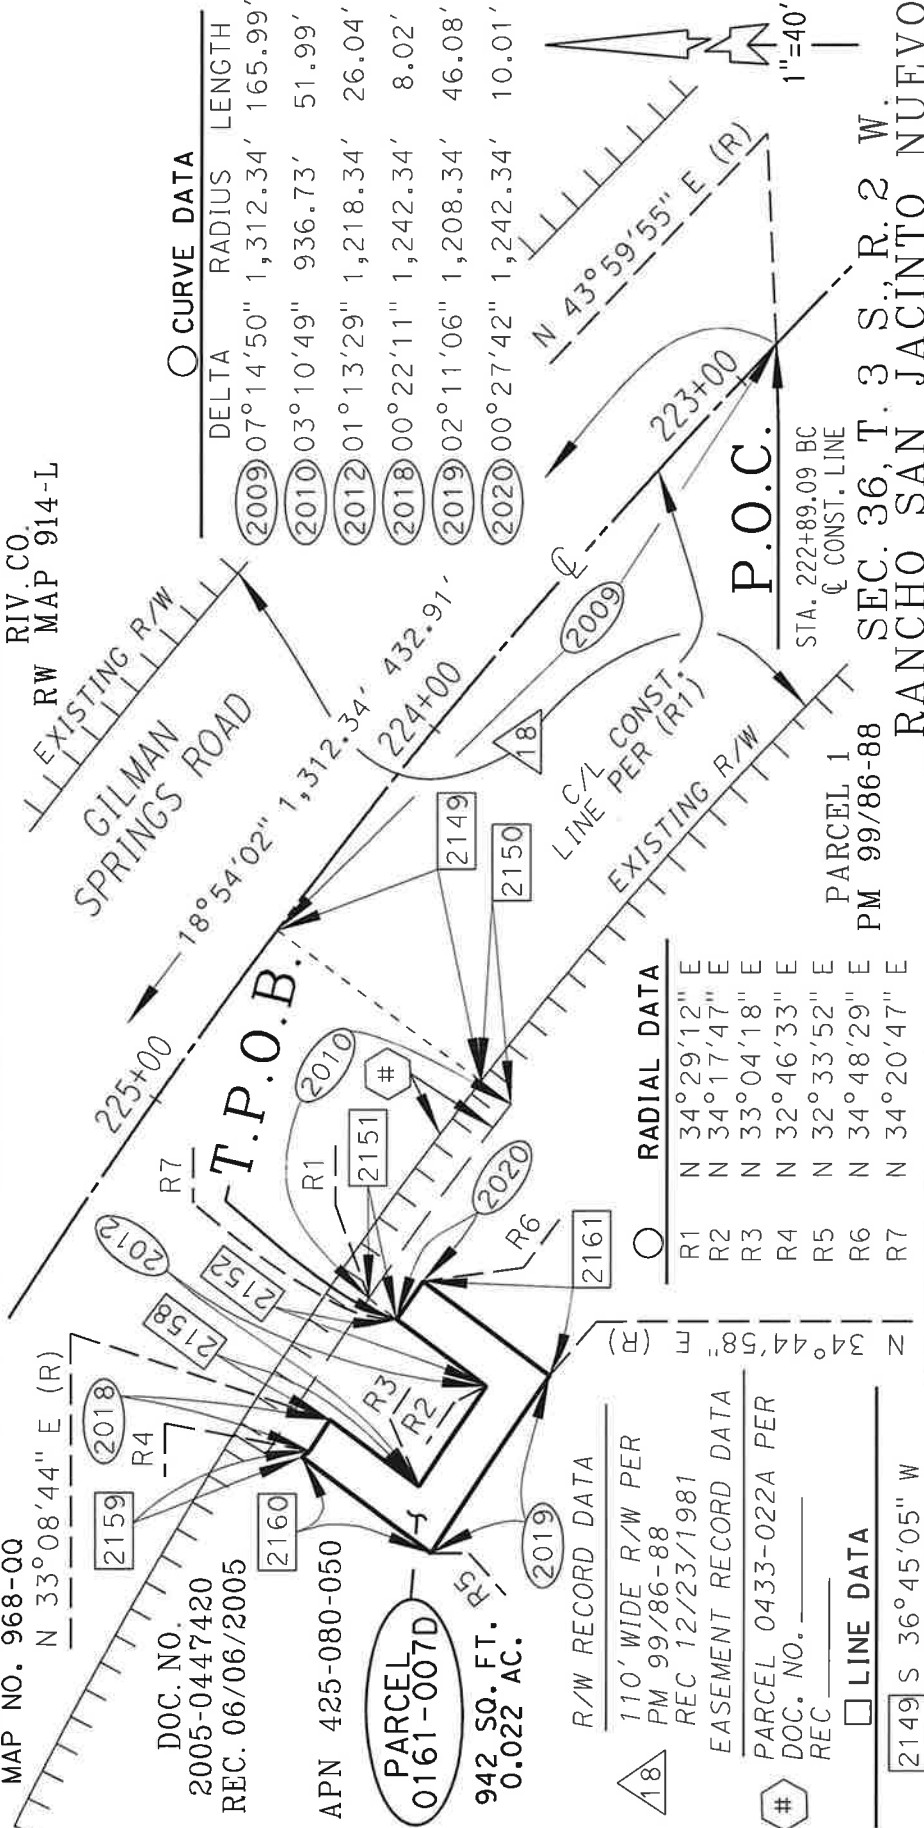 RIV. CO.
RW MAP 914-L
MAP NO. 968-QQ
N 33°08'44" E (R)
EXISTING R/W
GILMAN
SPRINGS ROAD
○ CURVE DATA
DELTA RADIUS LENGTH
2009 07°14'50" 1,312.34' 165.99'
2010 03°10'49" 936.73' 51.99'
2012 01°13'29" 1,218.34' 26.04'
2018 00°22'11" 1,242.34' 8.02'
2019 02°11'06" 1,208.34' 46.08'
2020 00°27'42" 1,242.34' 10.01'
1"=40'
N 43°59'55" E (R)
18°54'02" 1,312.34' 432.91'
225+00
224+00
223+00
℄
2009
18
C/L CONST.
LINE PER (R1)
EXISTING R/W
P.O.C.
STA. 222+89.09 BC
℄ CONST. LINE
SEC. 36, T. 3 S., R. 2 W.
RANCHO SAN JACINTO NUEVO
PARCEL 1
PM 99/86-88
T.P.O.B.
2149
2150
2010
#
2151
R1
R7
2012
2152
2158
2020
R6
2161
R3
R2
2018
R4
2159
2160
2019
R5
DOC. NO.
2005-0447420
REC. 06/06/2005
APN 425-080-050
PARCEL
0161-007D
942 SQ. FT.
0.022 AC.
N 34°44'58" E (R)
○ RADIAL DATA
R1 N 34°29'12" E
R2 N 34°17'47" E
R3 N 33°04'18" E
R4 N 32°46'33" E
R5 N 32°33'52" E
R6 N 34°48'29" E
R7 N 34°20'47" E
R/W RECORD DATA
18 110' WIDE R/W PER
PM 99/86-88
REC 12/23/1981
EASEMENT RECORD DATA
# PARCEL 0433-022A PER
DOC. NO.
REC
□ LINE DATA
2149 S 36°45'05" W